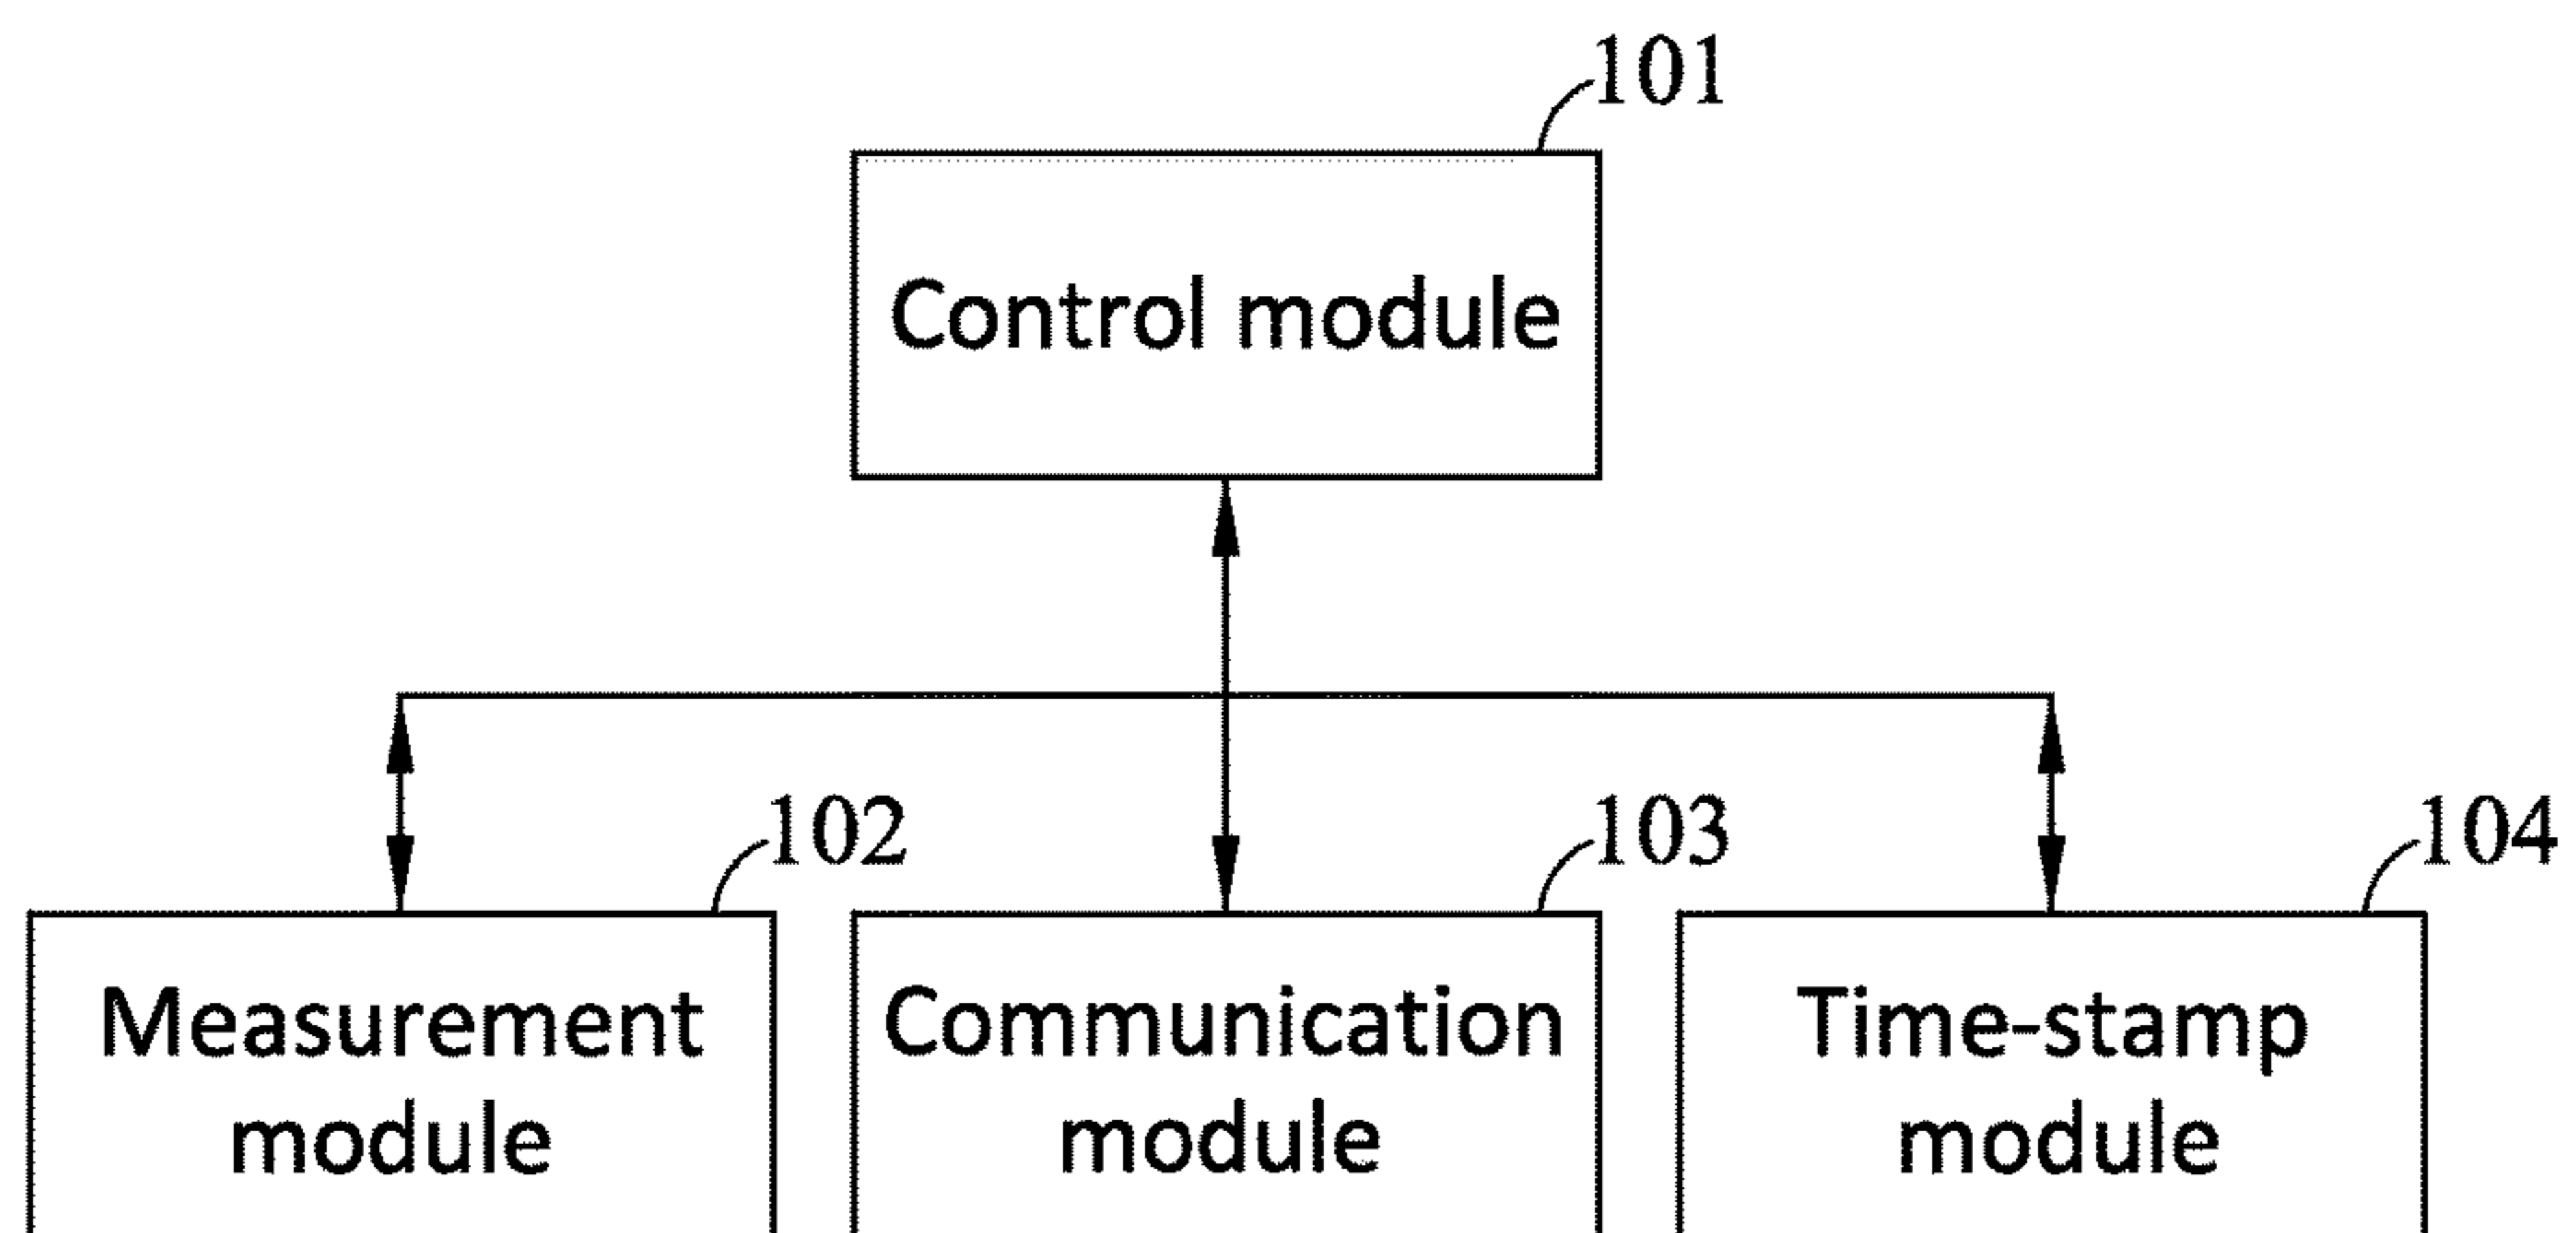 101
Control module
102
103
104
Measurement
module
Communication
module
Time-stamp
module